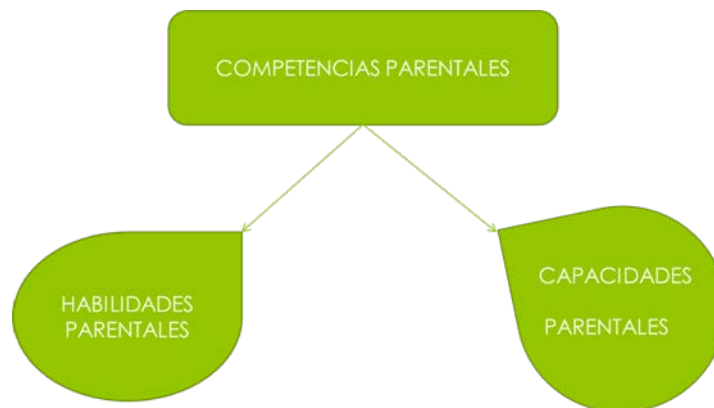 COMPETENCIAS PARENTALES
HABILIDADES
PARENTALES
CAPACIDADES
PARENTALES